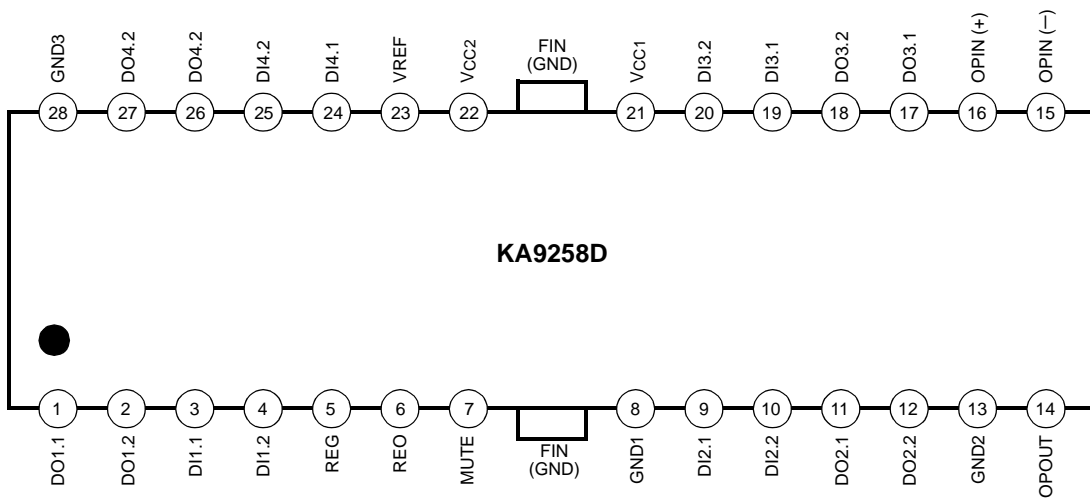 GND3
DO4.2
DO4.2
DI4.2
DI4.1
VREF
VCC2
FIN
(GND)
VCC1
DI3.2
DI3.1
DO3.2
DO3.1
OPIN (+)
OPIN (—)
28
27
26
25
24
23
22
21
20
19
18
17
16
15
KA9258D
1
2
3
4
5
6
7
8
9
10
11
12
13
14
DO1.1
DO1.2
DI1.1
DI1.2
REG
REO
MUTE
FIN
(GND)
GND1
DI2.1
DI2.2
DO2.1
DO2.2
GND2
OPOUT